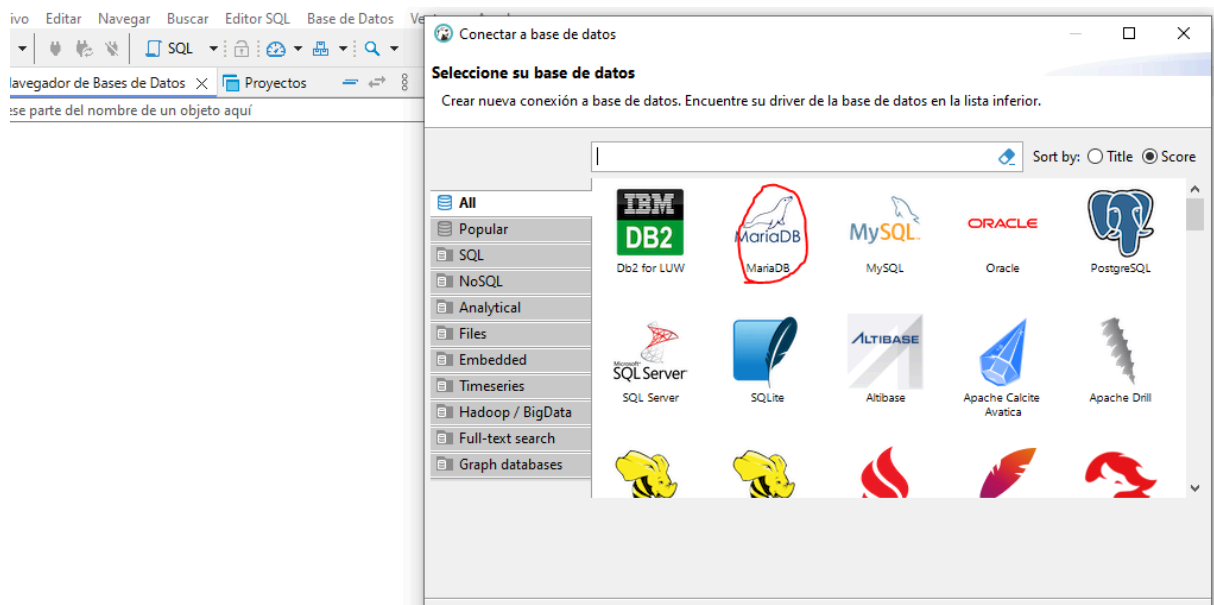 ivo Editar Navegar Buscar Editor SQL Base de Datos
SQL
Navegador de Bases de Datos Proyectos
ese parte del nombre de un objeto aquí
Conectar a base de datos
Seleccione su base de datos
Crear nueva conexión a base de datos. Encuentre su driver de la base de datos en la lista inferior.
Sort by: Title Score
All
Popular
SQL
NoSQL
Analytical
Files
Embedded
Timeseries
Hadoop / BigData
Full-text search
Graph databases
IBM
DB2
Db2 for LUW
MariaDB
MariaDB
MySQL
MySQL
ORACLE
Oracle
PostgreSQL
Microsoft
SQL Server
SQL Server
SQLite
ALTIBASE
Altibase
Apache Calcite
Avatica
Apache Drill